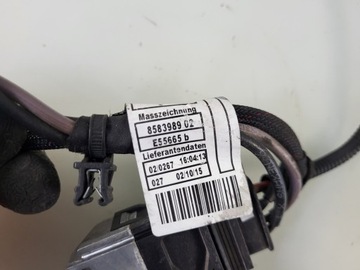 Masszeichnung
8583989 02
E55665 b
Lieferantendaten
02/0267 16:04:13
027 02/10/15